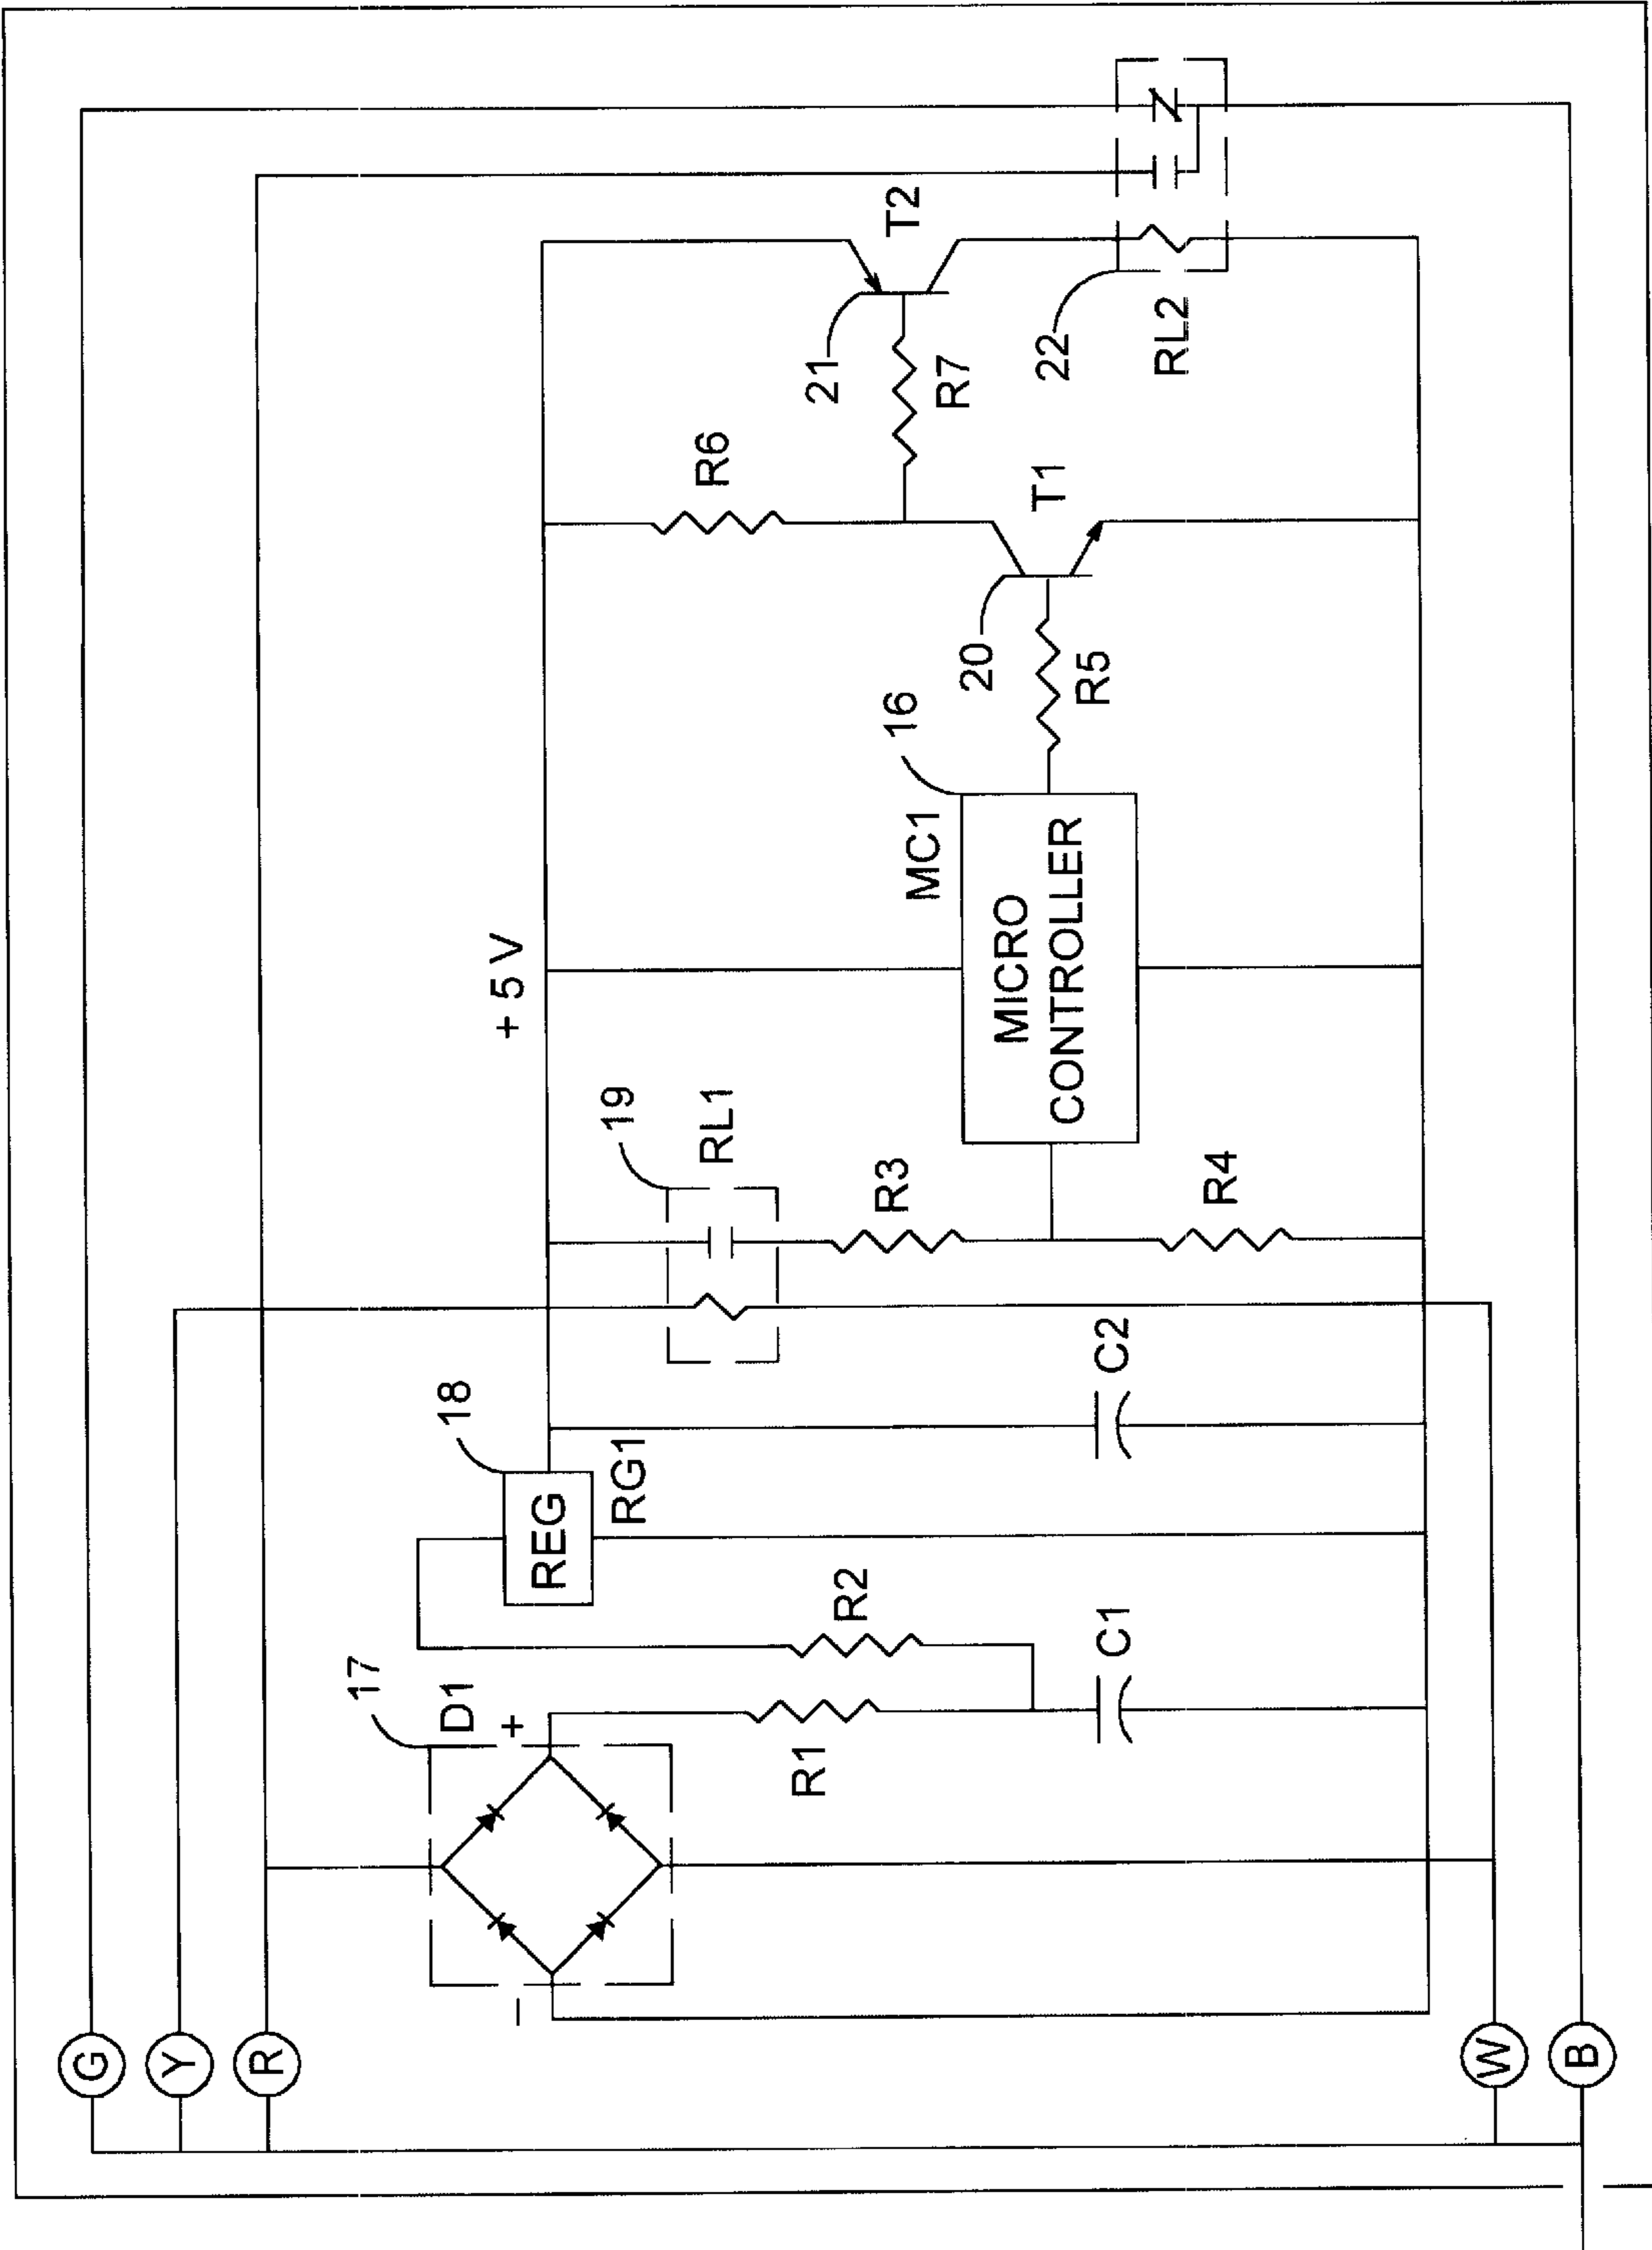 G
Y
R
W
B
17
D1
+
−
R1
R2
C1
18
REG
RG1
C2
19
RL1
R3
R4
+ 5 V
MC1
16
MICRO
CONTROLLER
R5
20
T1
R6
R7
21
T2
22
RL2